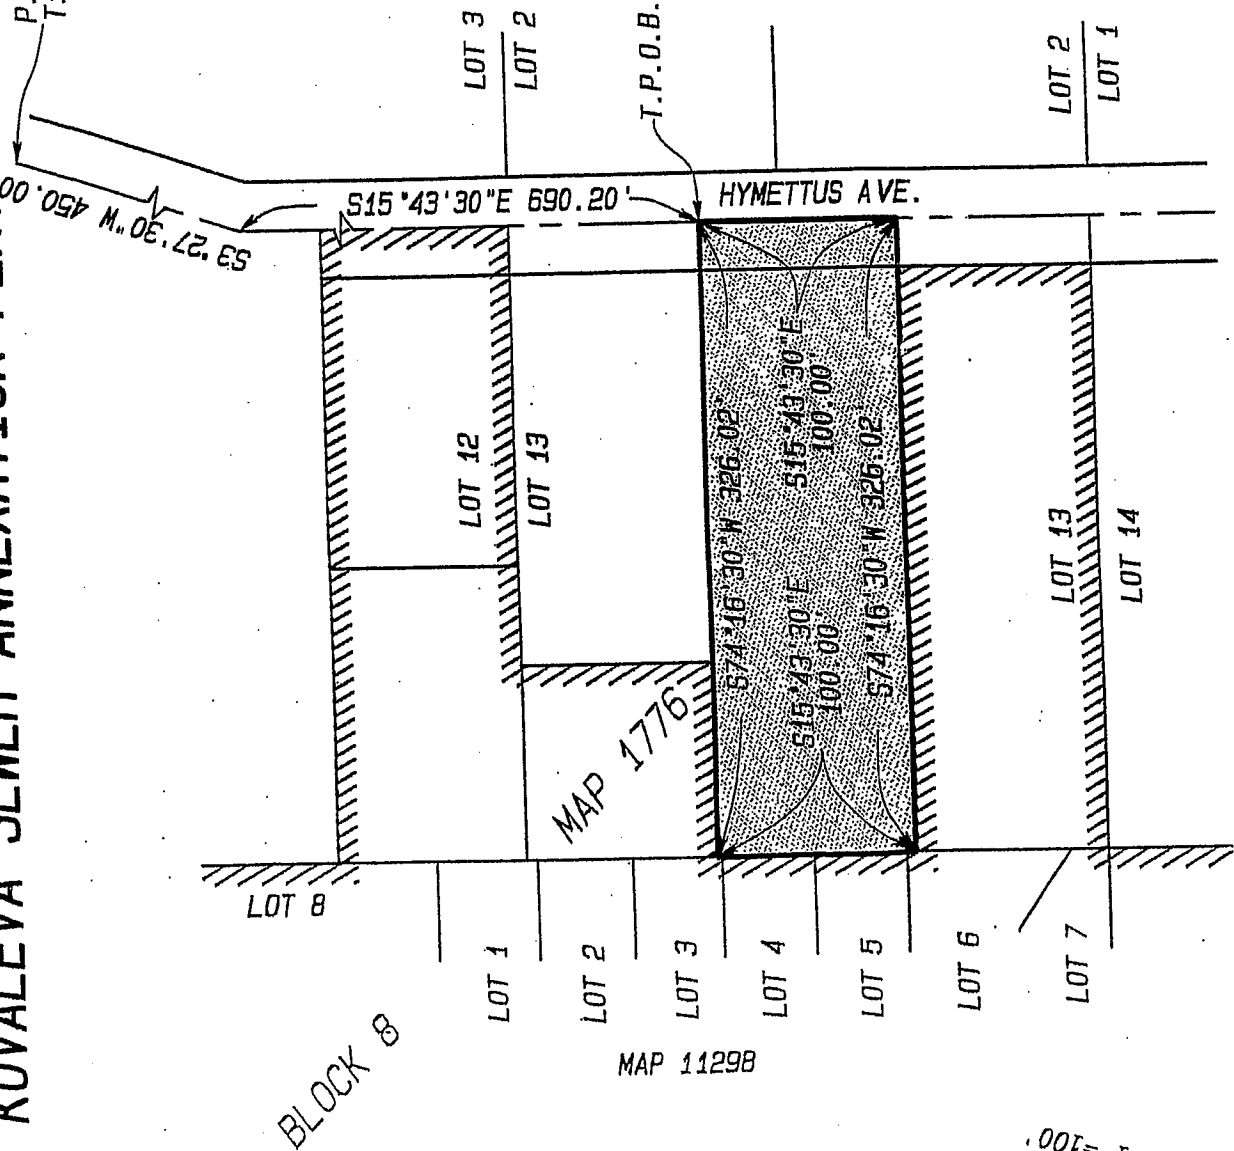 LOT 3
LOT 2
T.P.O.B.
LOT 2
LOT 1
S3°27'30"W 450.00
S15°43'30"E 690.20'
HYMETTUS AVE.
LOT 12
LOT 13
S74°16'30"W 326.02'
S15°43'30"E
100.00'
S15°43'30"E
100.00'
S74°16'30"W 326.02'
LOT 13
LOT 14
MAP 1776
LOT 8
LOT 1
LOT 2
LOT 3
LOT 4
LOT 5
LOT 6
LOT 7
BLOCK 8
MAP 11298